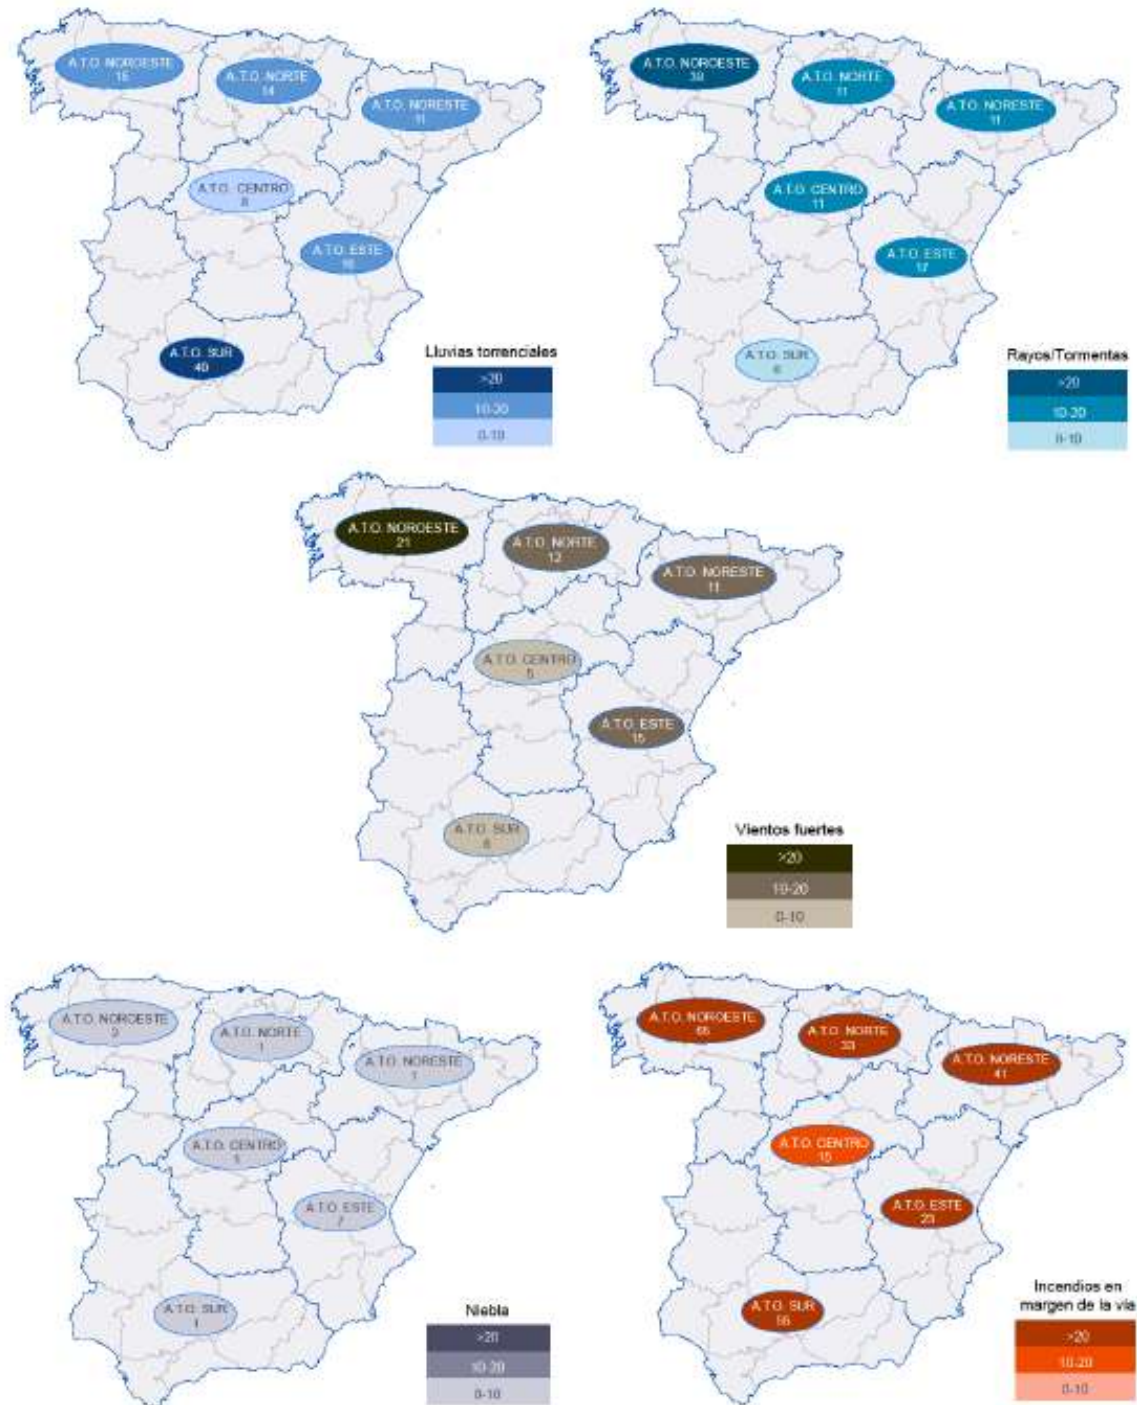 A.T.O. NOROESTE
A.T.O. NORTE
14
A.T.O. NORESTE
11
A.T.O. CENTRO
8
A.T.O. ESTE
A.T.O. SUR
40
Lluvias torrenciales
>20
10-20
0-10
A.T.O. NOROESTE
A.T.O. NORTE
11
A.T.O. NORESTE
11
A.T.O. CENTRO
11
A.T.O. ESTE
A.T.O. SUR
Rayos/Tormentas
>20
10-20
0-10
A.T.O. NOROESTE
21
A.T.O. NORTE
12
A.T.O. NORESTE
11
A.T.O. CENTRO
5
A.T.O. ESTE
15
A.T.O. SUR
Vientos fuertes
>20
10-20
0-10
A.T.O. NOROESTE
A.T.O. NORTE
1
A.T.O. NORESTE
1
A.T.O. CENTRO
A.T.O. ESTE
7
A.T.O. SUR
1
Niebla
>20
10-20
0-10
A.T.O. NOROESTE
A.T.O. NORTE
33
A.T.O. NORESTE
41
A.T.O. CENTRO
15
A.T.O. ESTE
23
A.T.O. SUR
Incendios en
margen de la vía
>20
10-20
0-10